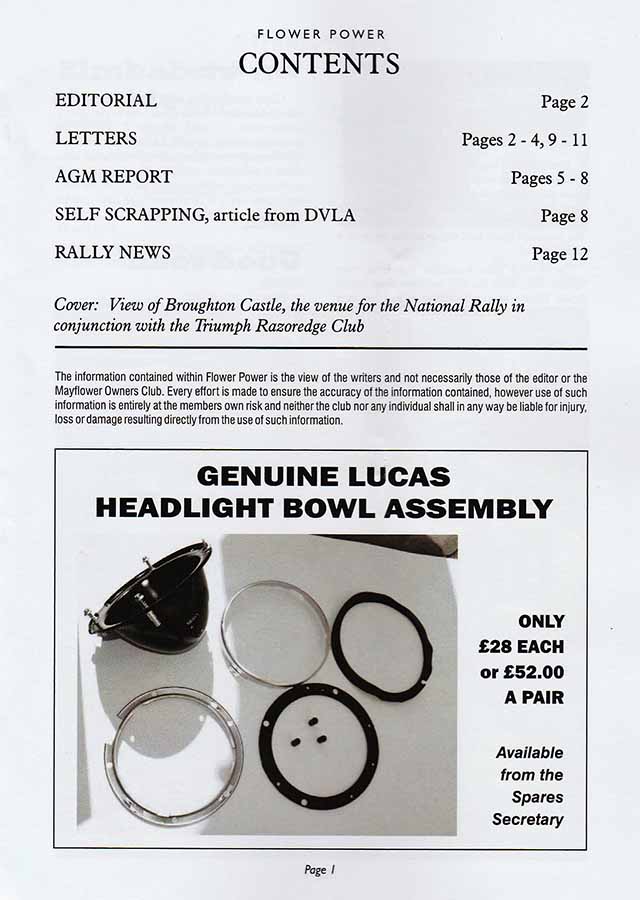 FLOWER POWER
CONTENTS
EDITORIAL Page 2
LETTERS Pages 2 - 4, 9 - 11
AGM REPORT Pages 5 - 8
SELF SCRAPPING, article from DVLA Page 8
RALLY NEWS Page 12
Cover: View of Broughton Castle, the venue for the National Rally in
conjunction with the Triumph Razoredge Club
The information contained within Flower Power is the view of the writers and not necessarily those of the editor or the
Mayflower Owners Club. Every effort is made to ensure the accuracy of the information contained, however use of such
information is entirely at the members own risk and neither the club nor any individual shall in any way be liable for injury,
loss or damage resulting directly from the use of such information.
GENUINE LUCAS
HEADLIGHT BOWL ASSEMBLY
ONLY
£28 EACH
or £52.00
A PAIR
Available
from the
Spares
Secretary
Page 1